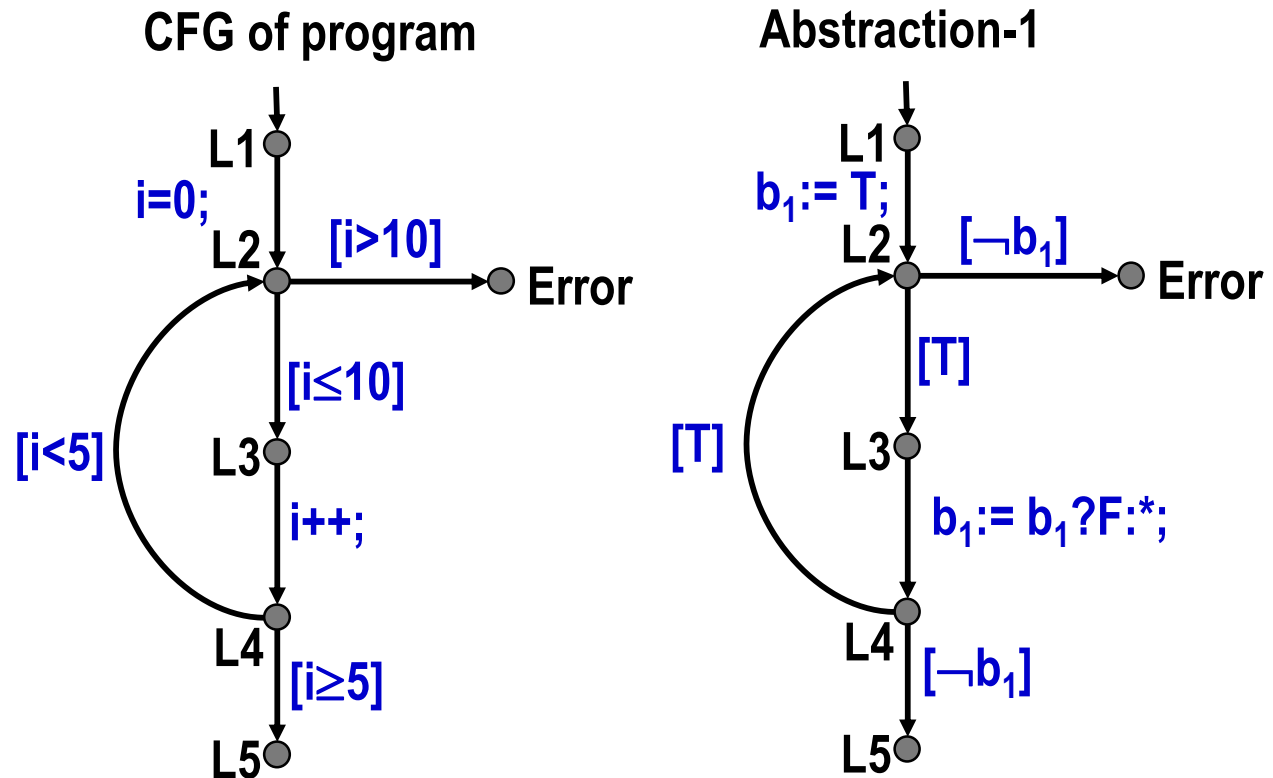 CFG of program
L1
i=0;
L2
[i>10]
Error
[i≤10]
[i<5]
L3
i++;
L4
[i≥5]
L5
Abstraction-1
L1
b₁:= T;
L2
[¬b₁]
Error
[T]
[T]
L3
b₁:= b₁?F:*;
L4
[¬b₁]
L5